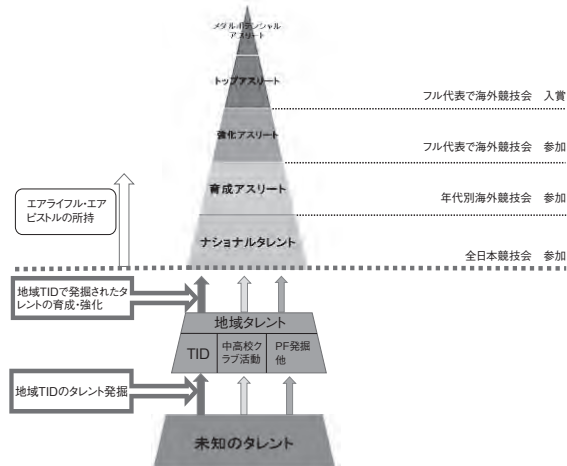 メダルポテンシャル
アスリート
トップアスリート
フル代表で海外競技会　入賞
強化アスリート
フル代表で海外競技会　参加
育成アスリート
年代別海外競技会　参加
エアライフル・エア
ピストルの所持
ナショナルタレント
全日本競技会　参加
地域TIDで発掘されたタ
レントの育成・強化
地域タレント
TID
中高校ク
ラブ活動
PF発掘
他
地域TIDのタレント発掘
未知のタレント